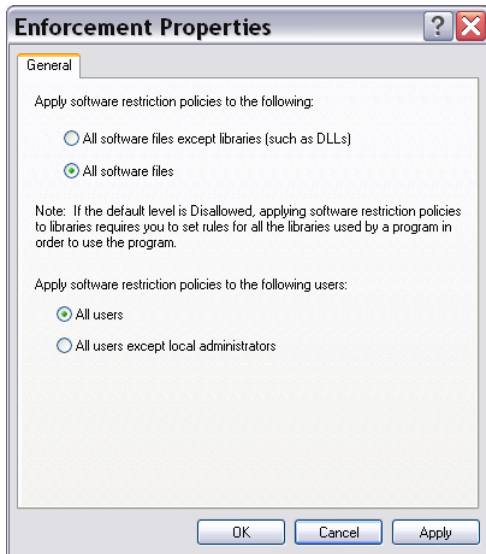 Enforcement Properties
?
General
Apply software restriction policies to the following:
All software files except libraries (such as DLLs)
All software files
Note: If the default level is Disallowed, applying software restriction policies
to libraries requires you to set rules for all the libraries used by a program in
order to use the program.
Apply software restriction policies to the following users:
All users
All users except local administrators
OK Cancel Apply